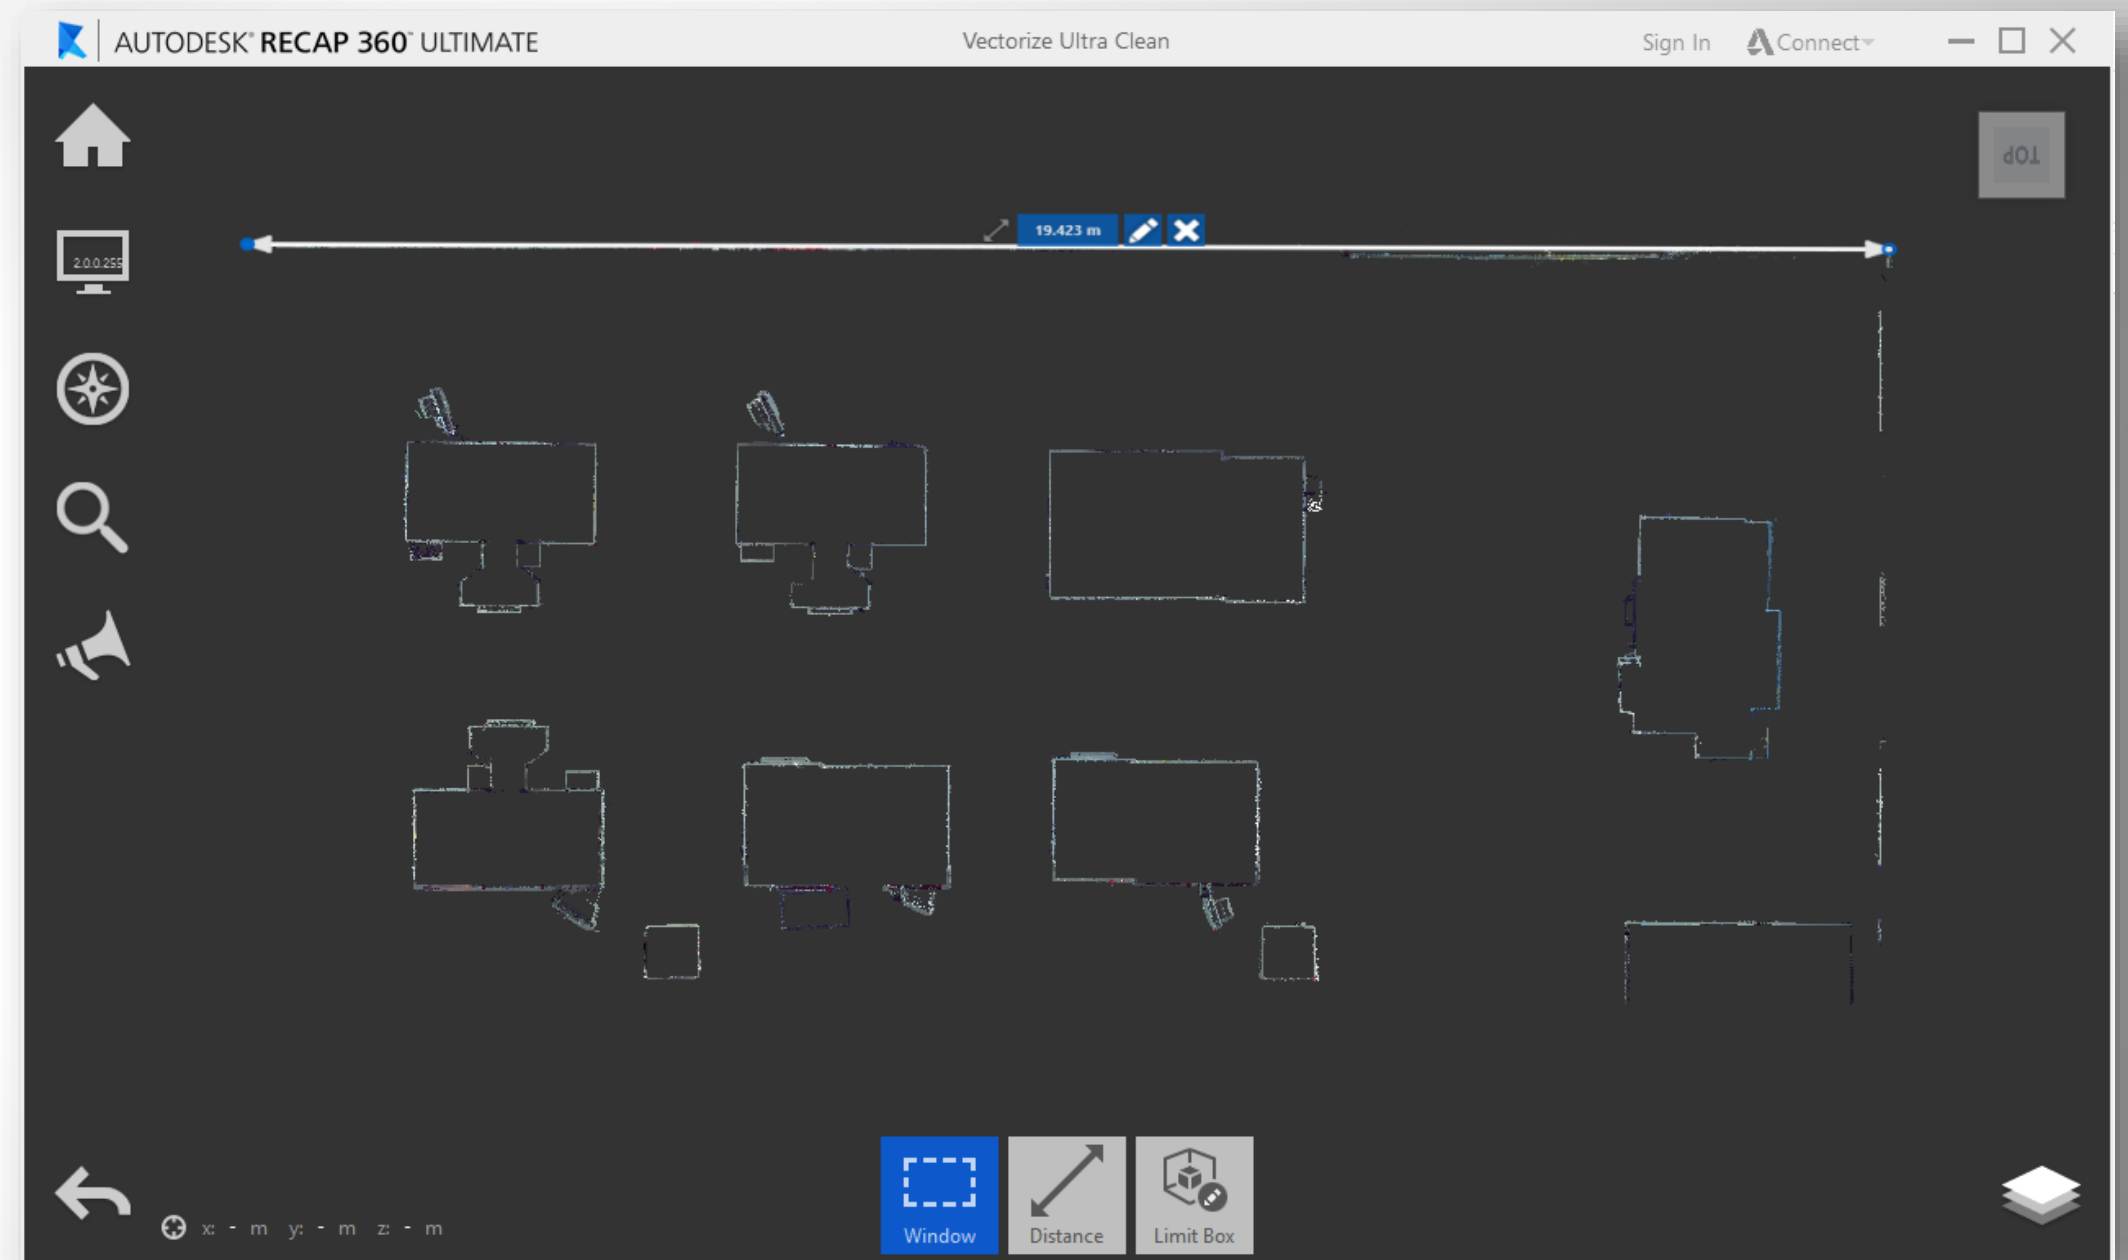 AUTODESK® RECAP 360™ ULTIMATE
Vectorize Ultra Clean
Sign In
Connect
TOP
19.423 m
2.0.0.255
x: - m y: - m z: - m
Window
Distance
Limit Box